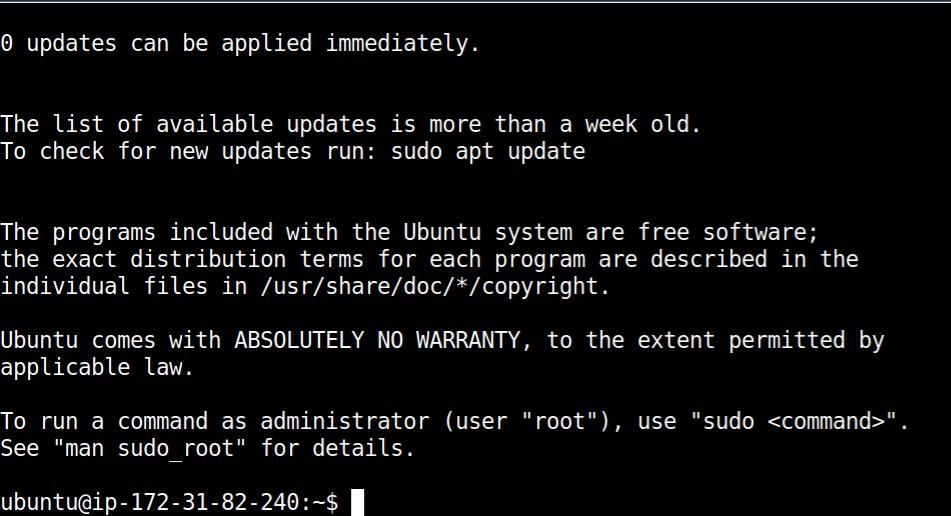 0 updates can be applied immediately.
The list of available updates is more than a week old.
To check for new updates run: sudo apt update
The programs included with the Ubuntu system are free software;
the exact distribution terms for each program are described in the
individual files in /usr/share/doc/*/copyright.
Ubuntu comes with ABSOLUTELY NO WARRANTY, to the extent permitted by
applicable law.
To run a command as administrator (user "root"), use "sudo <command>".
See "man sudo_root" for details.
ubuntu@ip-172-31-82-240:~$